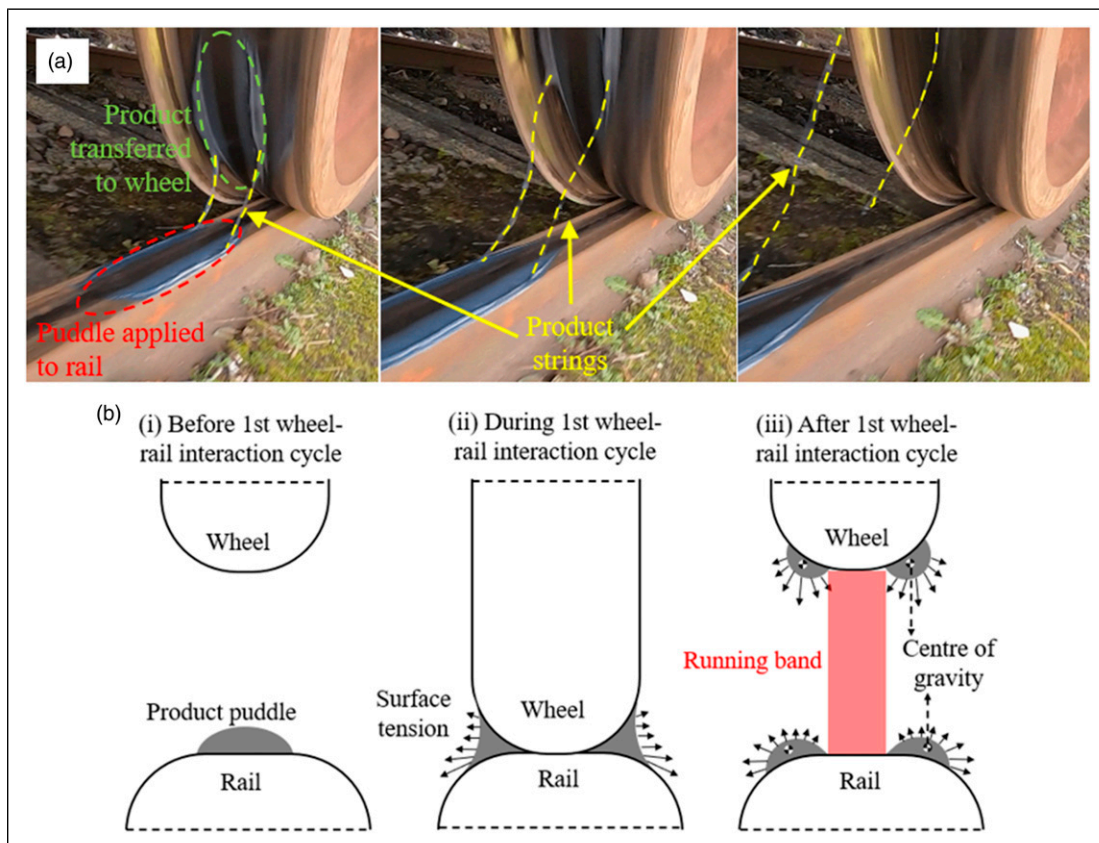 (a)
Product
transferred
to wheel
Puddle applied
to rail
Product
strings
(b)
(i) Before 1st wheel-
rail interaction cycle
(ii) During 1st wheel-
rail interaction cycle
(iii) After 1st wheel-
rail interaction cycle
Wheel
Product puddle
Rail
Surface
tension
Wheel
Rail
Wheel
Running band
Centre of
gravity
Rail